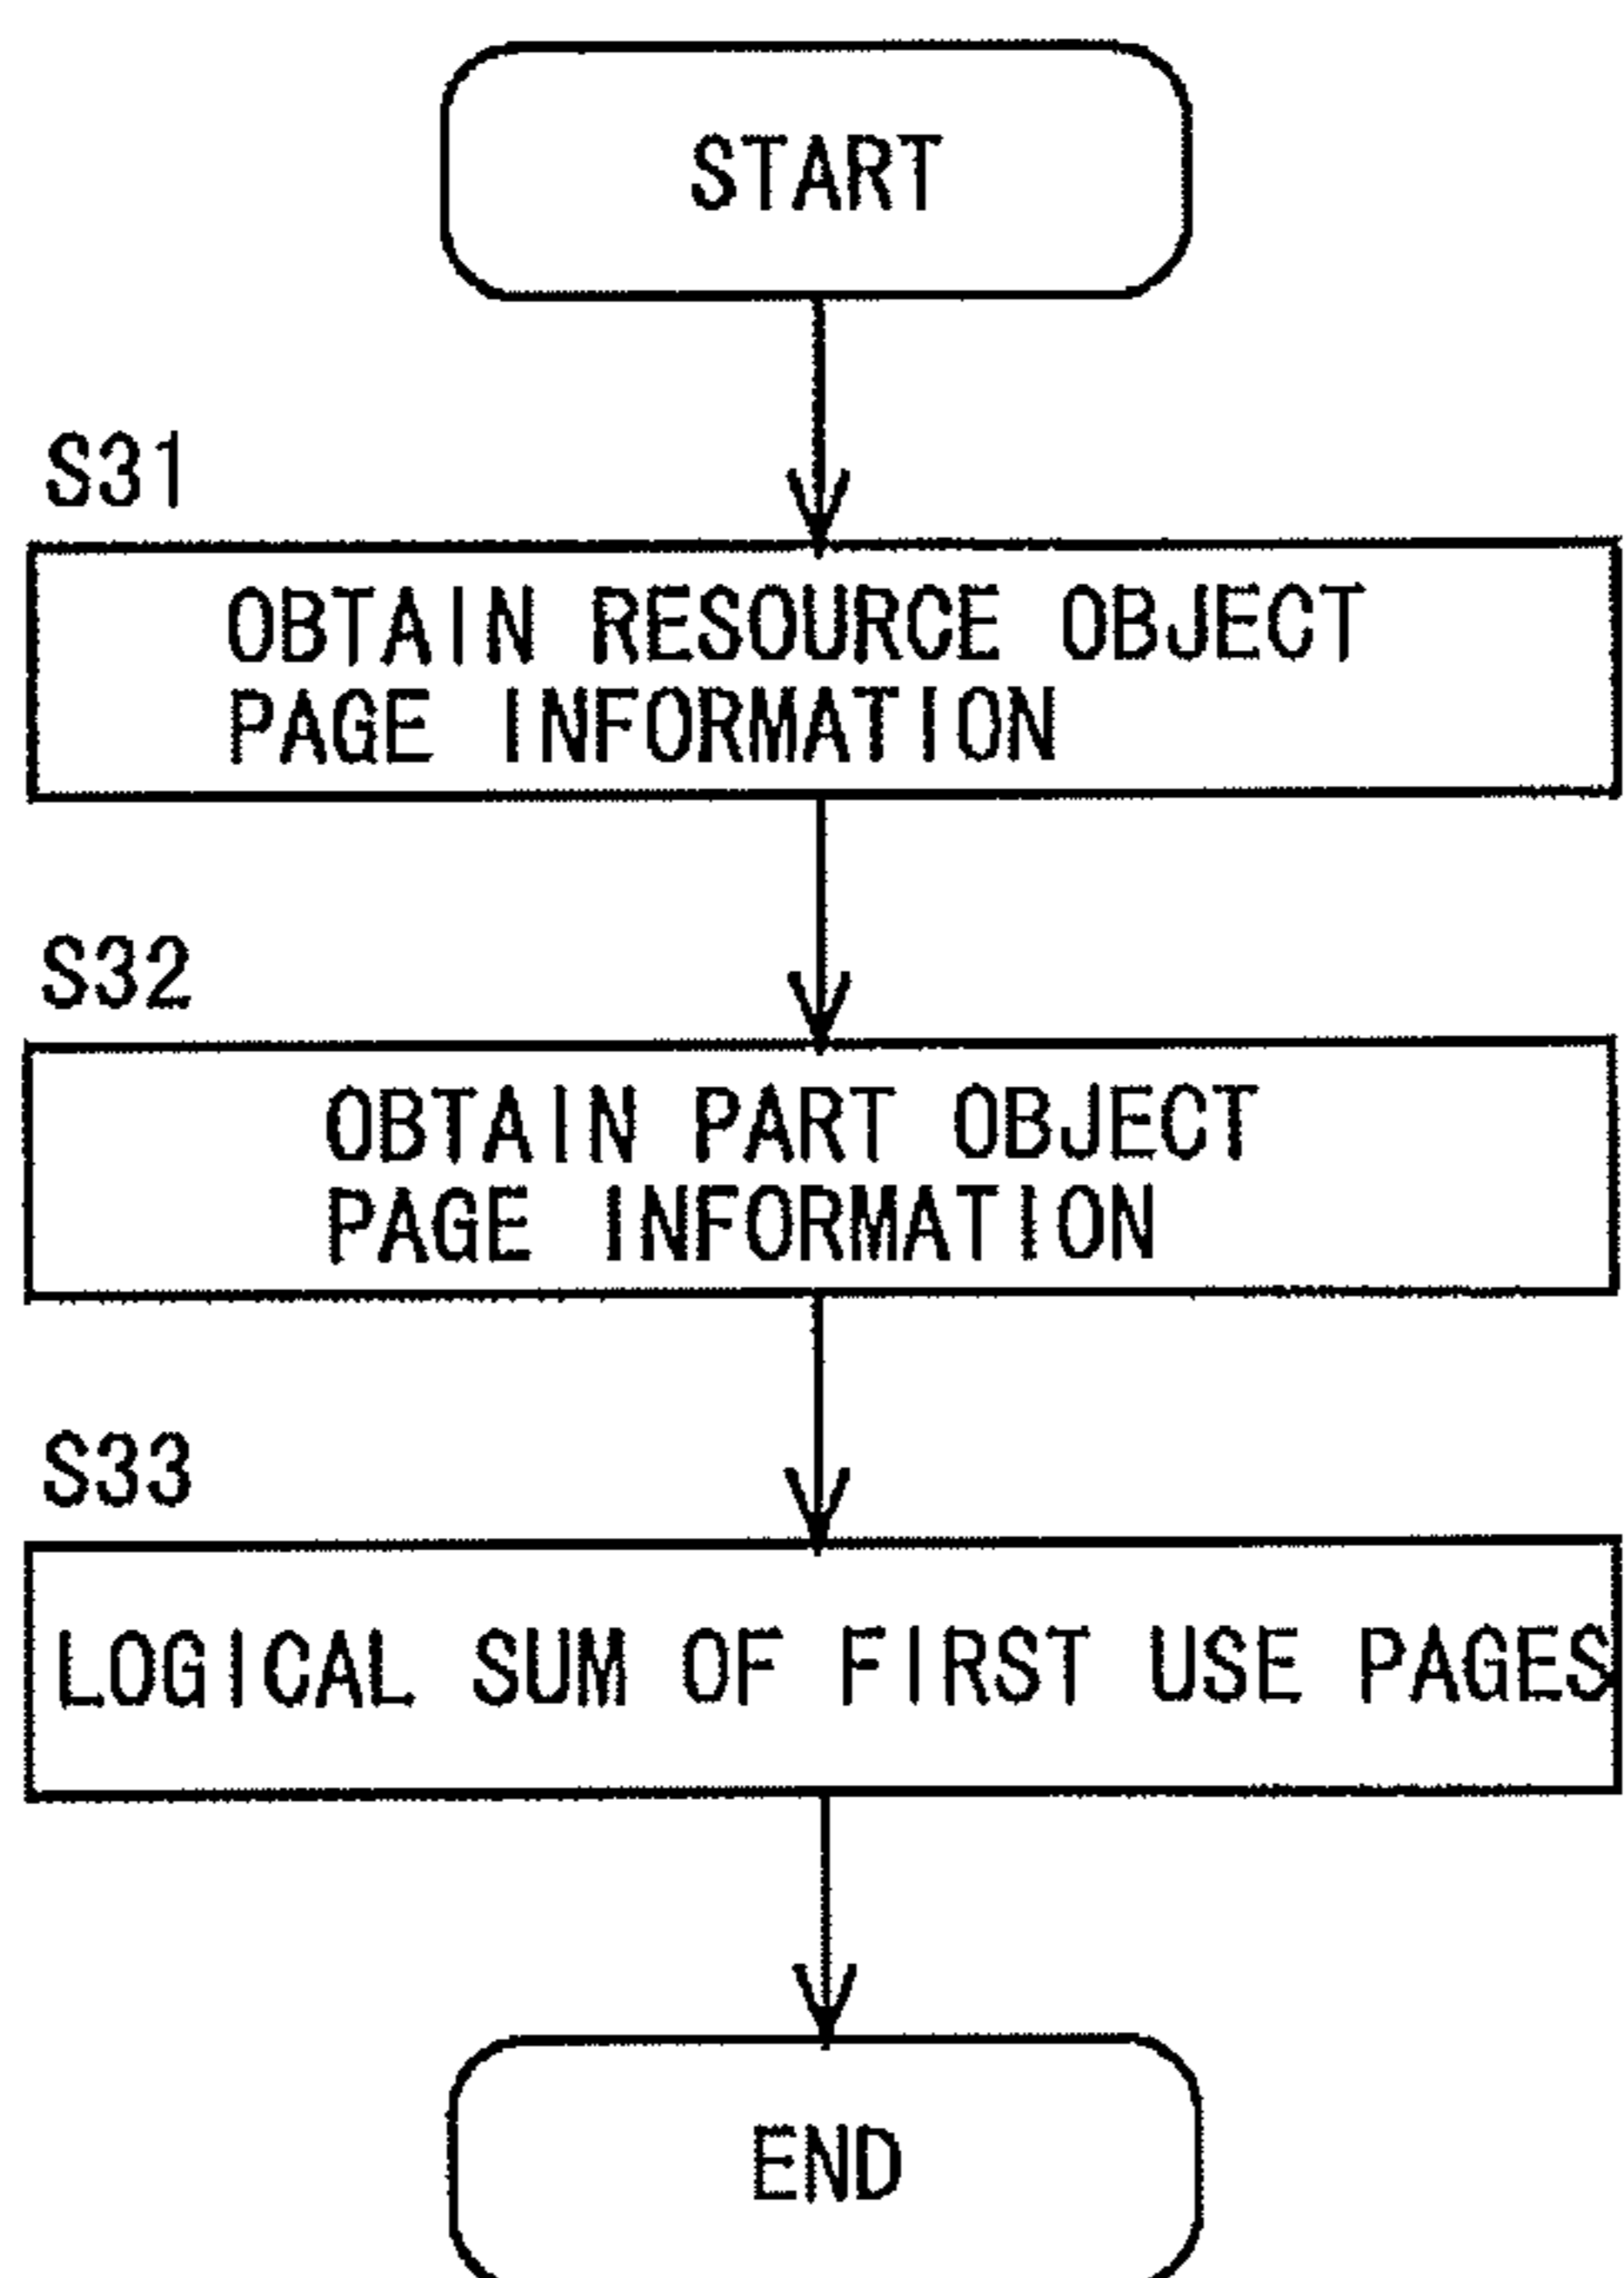 START
S31
OBTAIN RESOURCE OBJECT
PAGE INFORMATION
S32
OBTAIN PART OBJECT
PAGE INFORMATION
S33
LOGICAL SUM OF FIRST USE PAGES
END